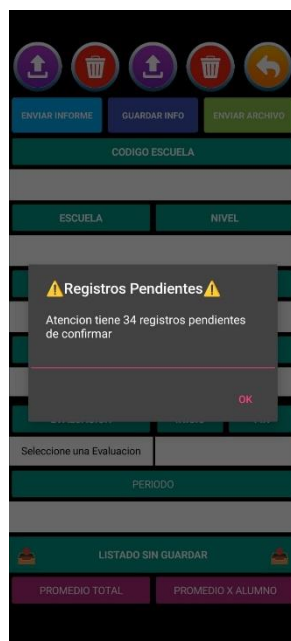 ENVIAR INFORME
GUARDAR INFO
ENVIAR ARCHIVO
CODIGO ESCUELA
ESCUELA
NIVEL
⚠️Registros Pendientes⚠️
Atencion tiene 34 registros pendientes
de confirmar
OK
Seleccione una Evaluacion
PERIODO
LISTADO SIN GUARDAR
PROMEDIO TOTAL
PROMEDIO X ALUMNO